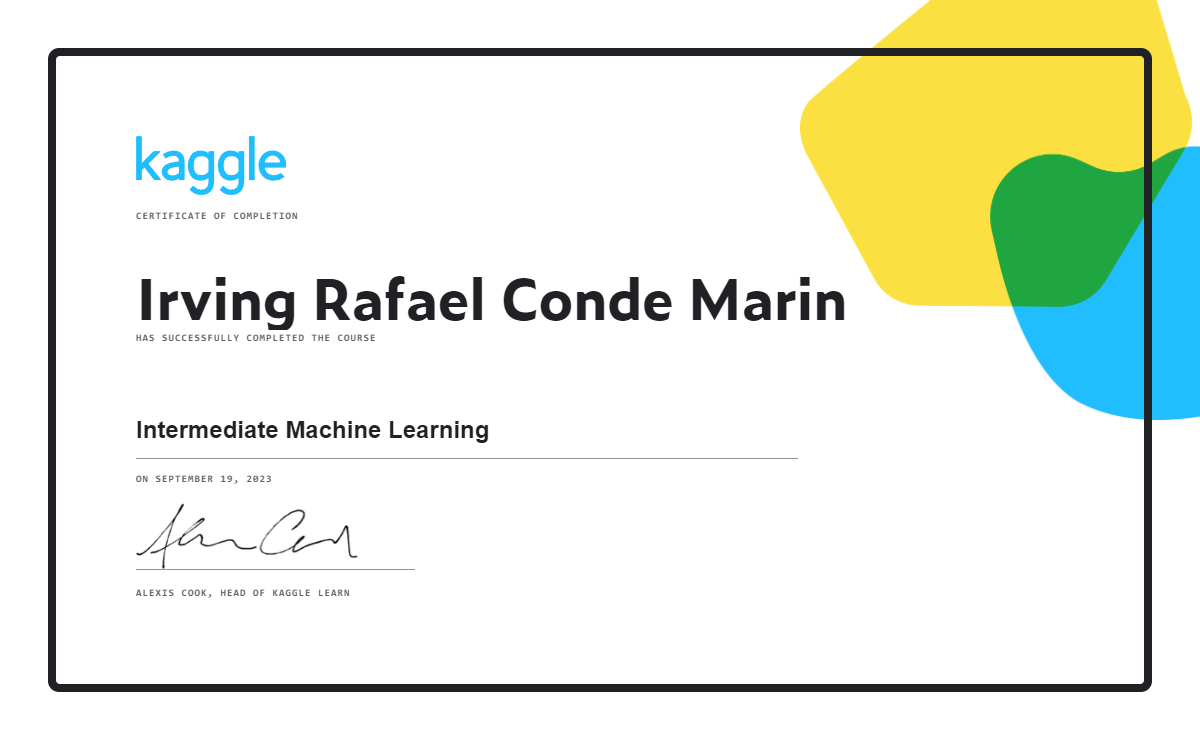 kaggle
CERTIFICATE OF COMPLETION
Irving Rafael Conde Marin
HAS SUCCESSFULLY COMPLETED THE COURSE
Intermediate Machine Learning
ON SEPTEMBER 19, 2023
ALEXIS COOK, HEAD OF KAGGLE LEARN